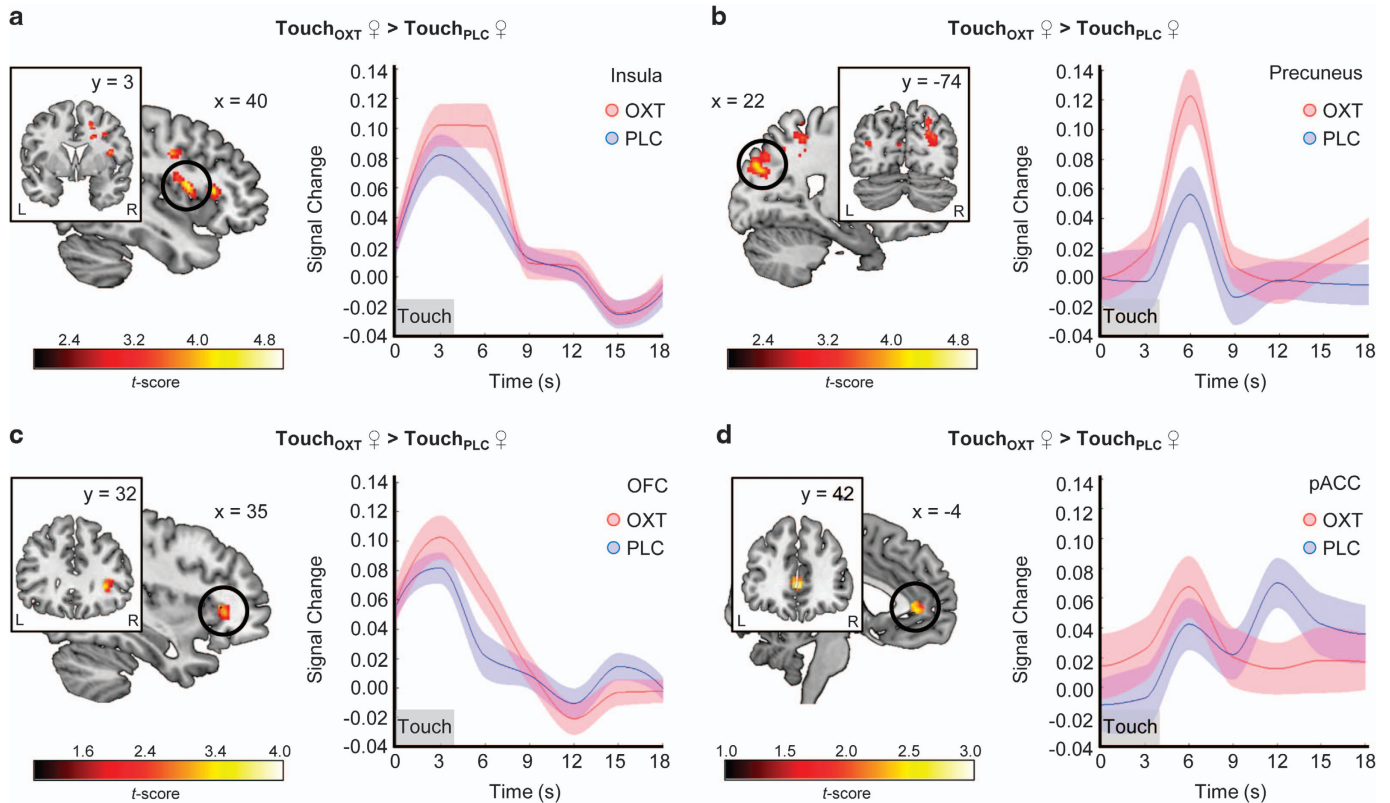 a
Touch_OXT ♀ > Touch_PLC ♀
y = 3
x = 40
L R
2.4 3.2 4.0 4.8
t-score
Signal Change
0.14
0.12
0.10
0.08
0.06
0.04
0.02
0.00
-0.02
-0.04
Insula
OXT
PLC
Touch
0 3 6 9 12 15 18
Time (s)
b
Touch_OXT ♀ > Touch_PLC ♀
x = 22
y = -74
L R
2.4 3.2 4.0 4.8
t-score
Signal Change
0.14
0.12
0.10
0.08
0.06
0.04
0.02
0.00
-0.02
-0.04
Precuneus
OXT
PLC
Touch
0 3 6 9 12 15 18
Time (s)
c
Touch_OXT ♀ > Touch_PLC ♀
y = 32
x = 35
L R
1.6 2.4 3.4 4.0
t-score
Signal Change
0.14
0.12
0.10
0.08
0.06
0.04
0.02
0.00
-0.02
-0.04
OFC
OXT
PLC
Touch
0 3 6 9 12 15 18
Time (s)
d
Touch_OXT ♀ > Touch_PLC ♀
y = 42
x = -4
L R
1.0 1.5 2.0 2.5 3.0
t-score
Signal Change
0.14
0.12
0.10
0.08
0.06
0.04
0.02
0.00
-0.02
-0.04
pACC
OXT
PLC
Touch
0 3 6 9 12 15 18
Time (s)